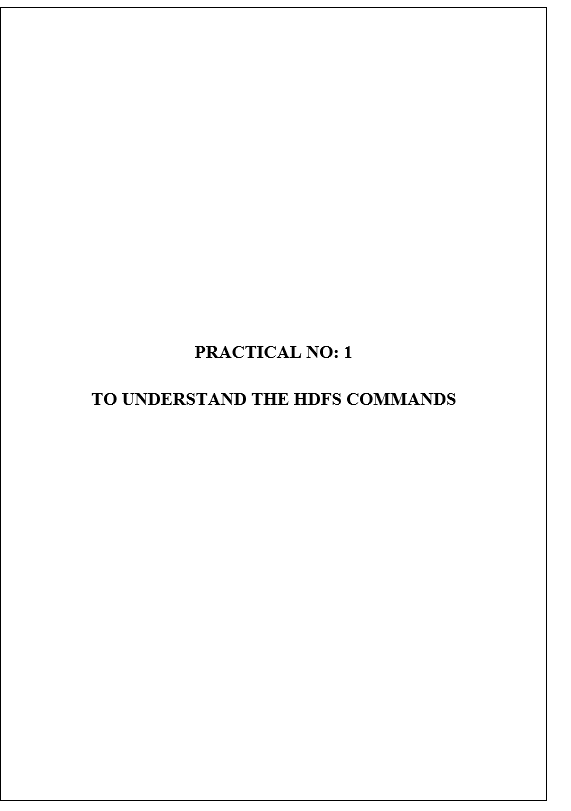 PRACTICAL NO: 1
TO UNDERSTAND THE HDFS COMMANDS